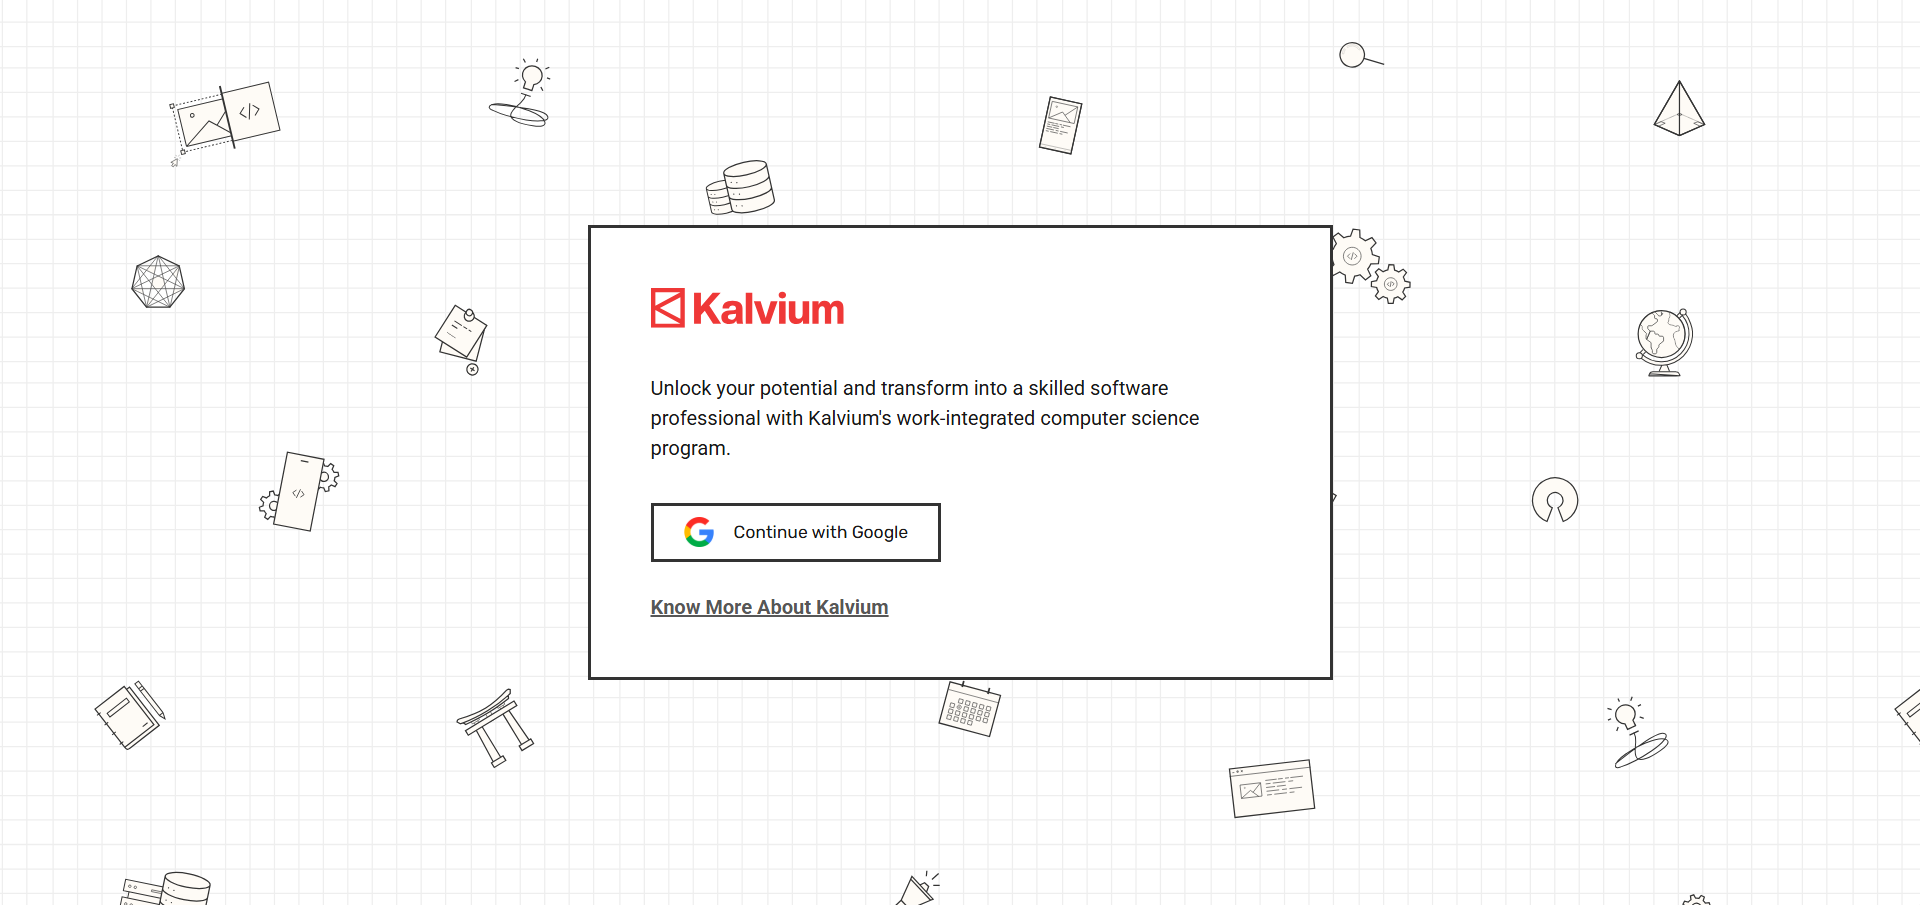 Kalvium
Unlock your potential and transform into a skilled software
professional with Kalvium's work-integrated computer science
program.
Continue with Google
Know More About Kalvium